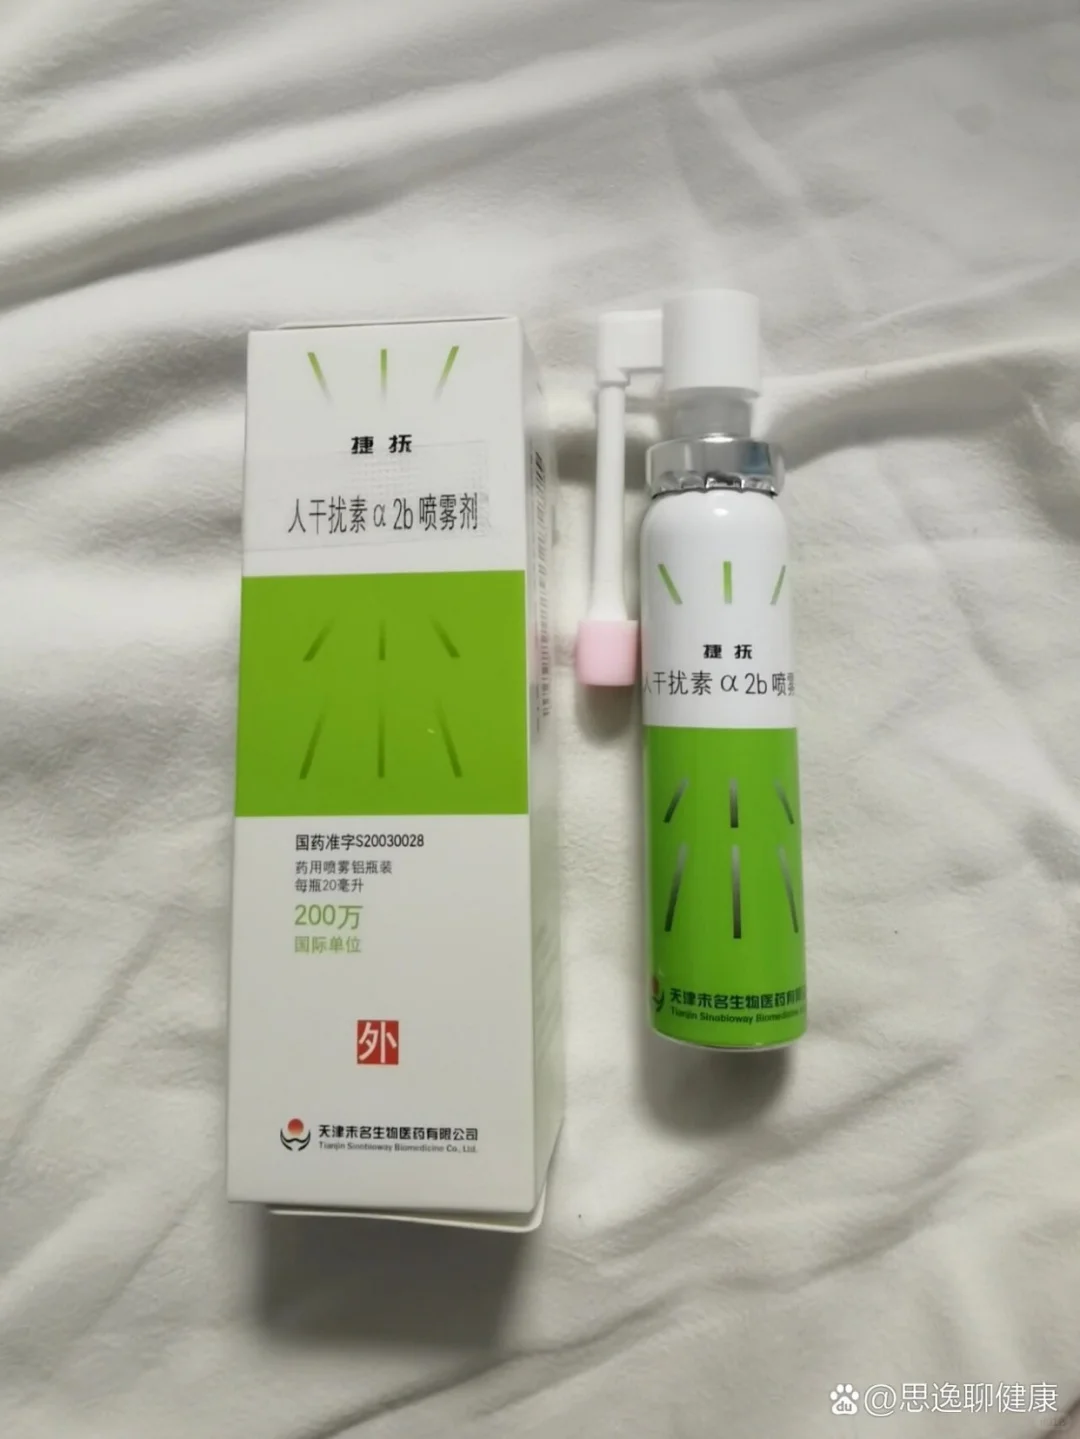 捷抚
人干扰素α2b喷雾剂
国药准字S20030028
药用喷雾铝瓶装
每瓶20毫升
200万
国际单位
外
天津未名生物医药有限公司
Tianjin Sinobioway Biomedicine Co., Ltd.
捷抚
人干扰素α2b喷雾
天津未名生物医药有限
Tianjin Sinobioway Biomedicine
@思逸聊健康